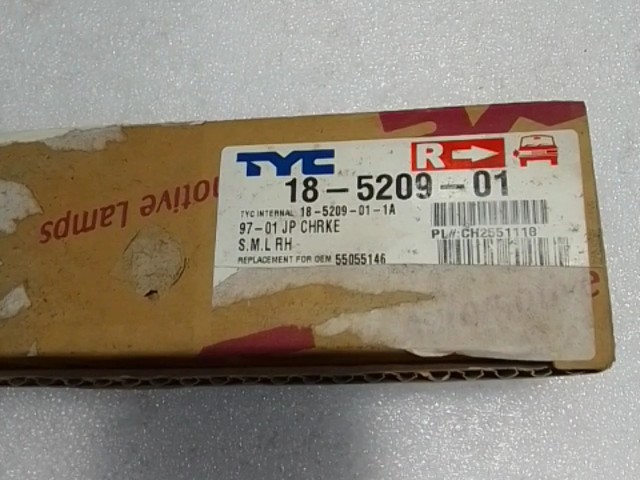 TYC
R
18-5209-01
TYC INTERNAL 18-5209-01-1A
97-01 JP CHRKE
S.M.L RH
PL#:CH2551118
REPLACEMENT FOR OEM 55055146
motive Lamps